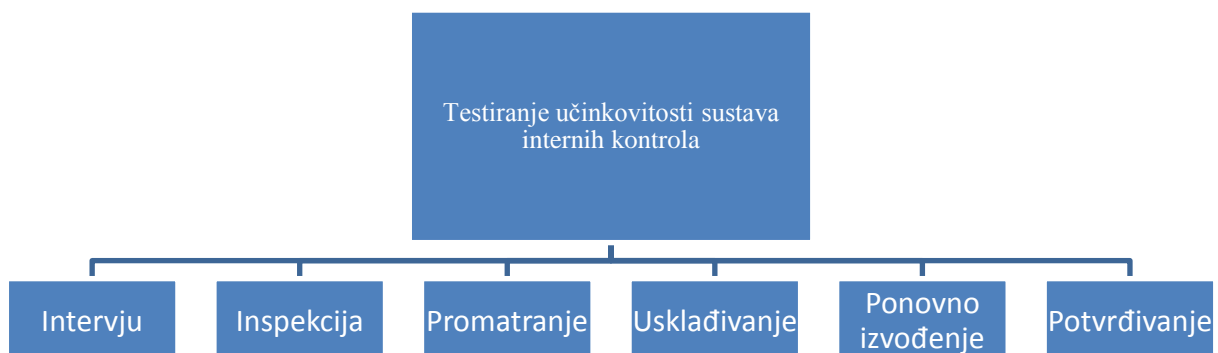 Testiranje učinkovitosti sustava
internih kontrola
Intervju
Inspekcija
Promatranje
Usklađivanje
Ponovno
izvođenje
Potvrđivanje